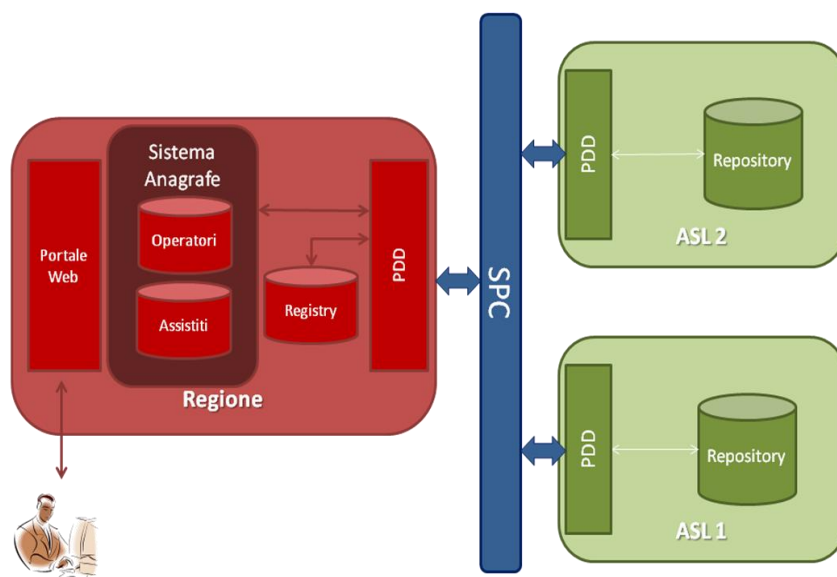 Sistema
Anagrafe
Operatori
Assistiti
Portale
Web
Registry
PDD
Regione
SPC
PDD
Repository
ASL 2
PDD
Repository
ASL 1